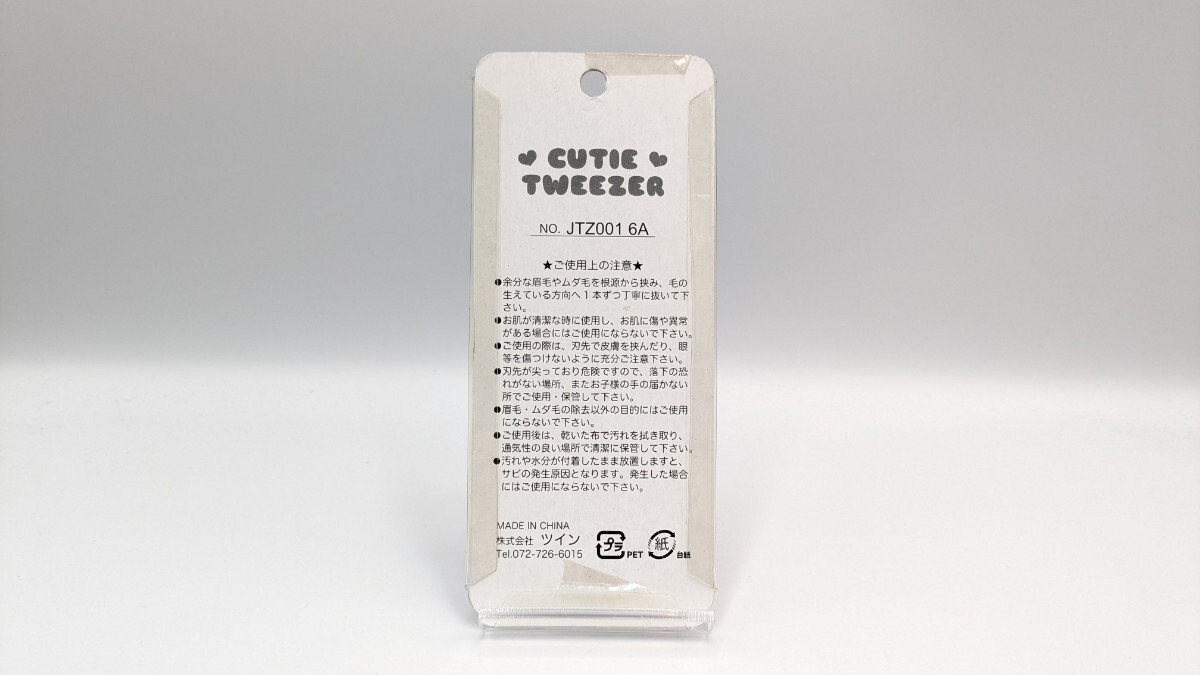 CUTIE
TWEEZER
NO. JTZ001 6A
★ご使用上の注意★
●余分な眉毛やムダ毛を根源から挟み、毛の
生えている方向へ1本ずつ丁寧に抜いて下
さい。
●お肌が清潔な時に使用し、お肌に傷や異常
がある場合にはご使用にならないで下さい。
●ご使用の際は、刃先で皮膚を挟んだり、眼
等を傷つけないように充分ご注意下さい。
●刃先が尖っており危険ですので、落下の恐
れがない場所、またお子様の手の届かない
所でご使用・保管して下さい。
●眉毛・ムダ毛の除去以外の目的にはご使用
にならないで下さい。
●ご使用後は、乾いた布で汚れを拭き取り、
通気性の良い場所で清潔に保管して下さい。
●汚れや水分が付着したまま放置しますと、
サビの発生原因となります。発生した場合
にはご使用にならないで下さい。
MADE IN CHINA
株式会社 ツイン
Tel.072-726-6015
プラ PET 紙 台紙